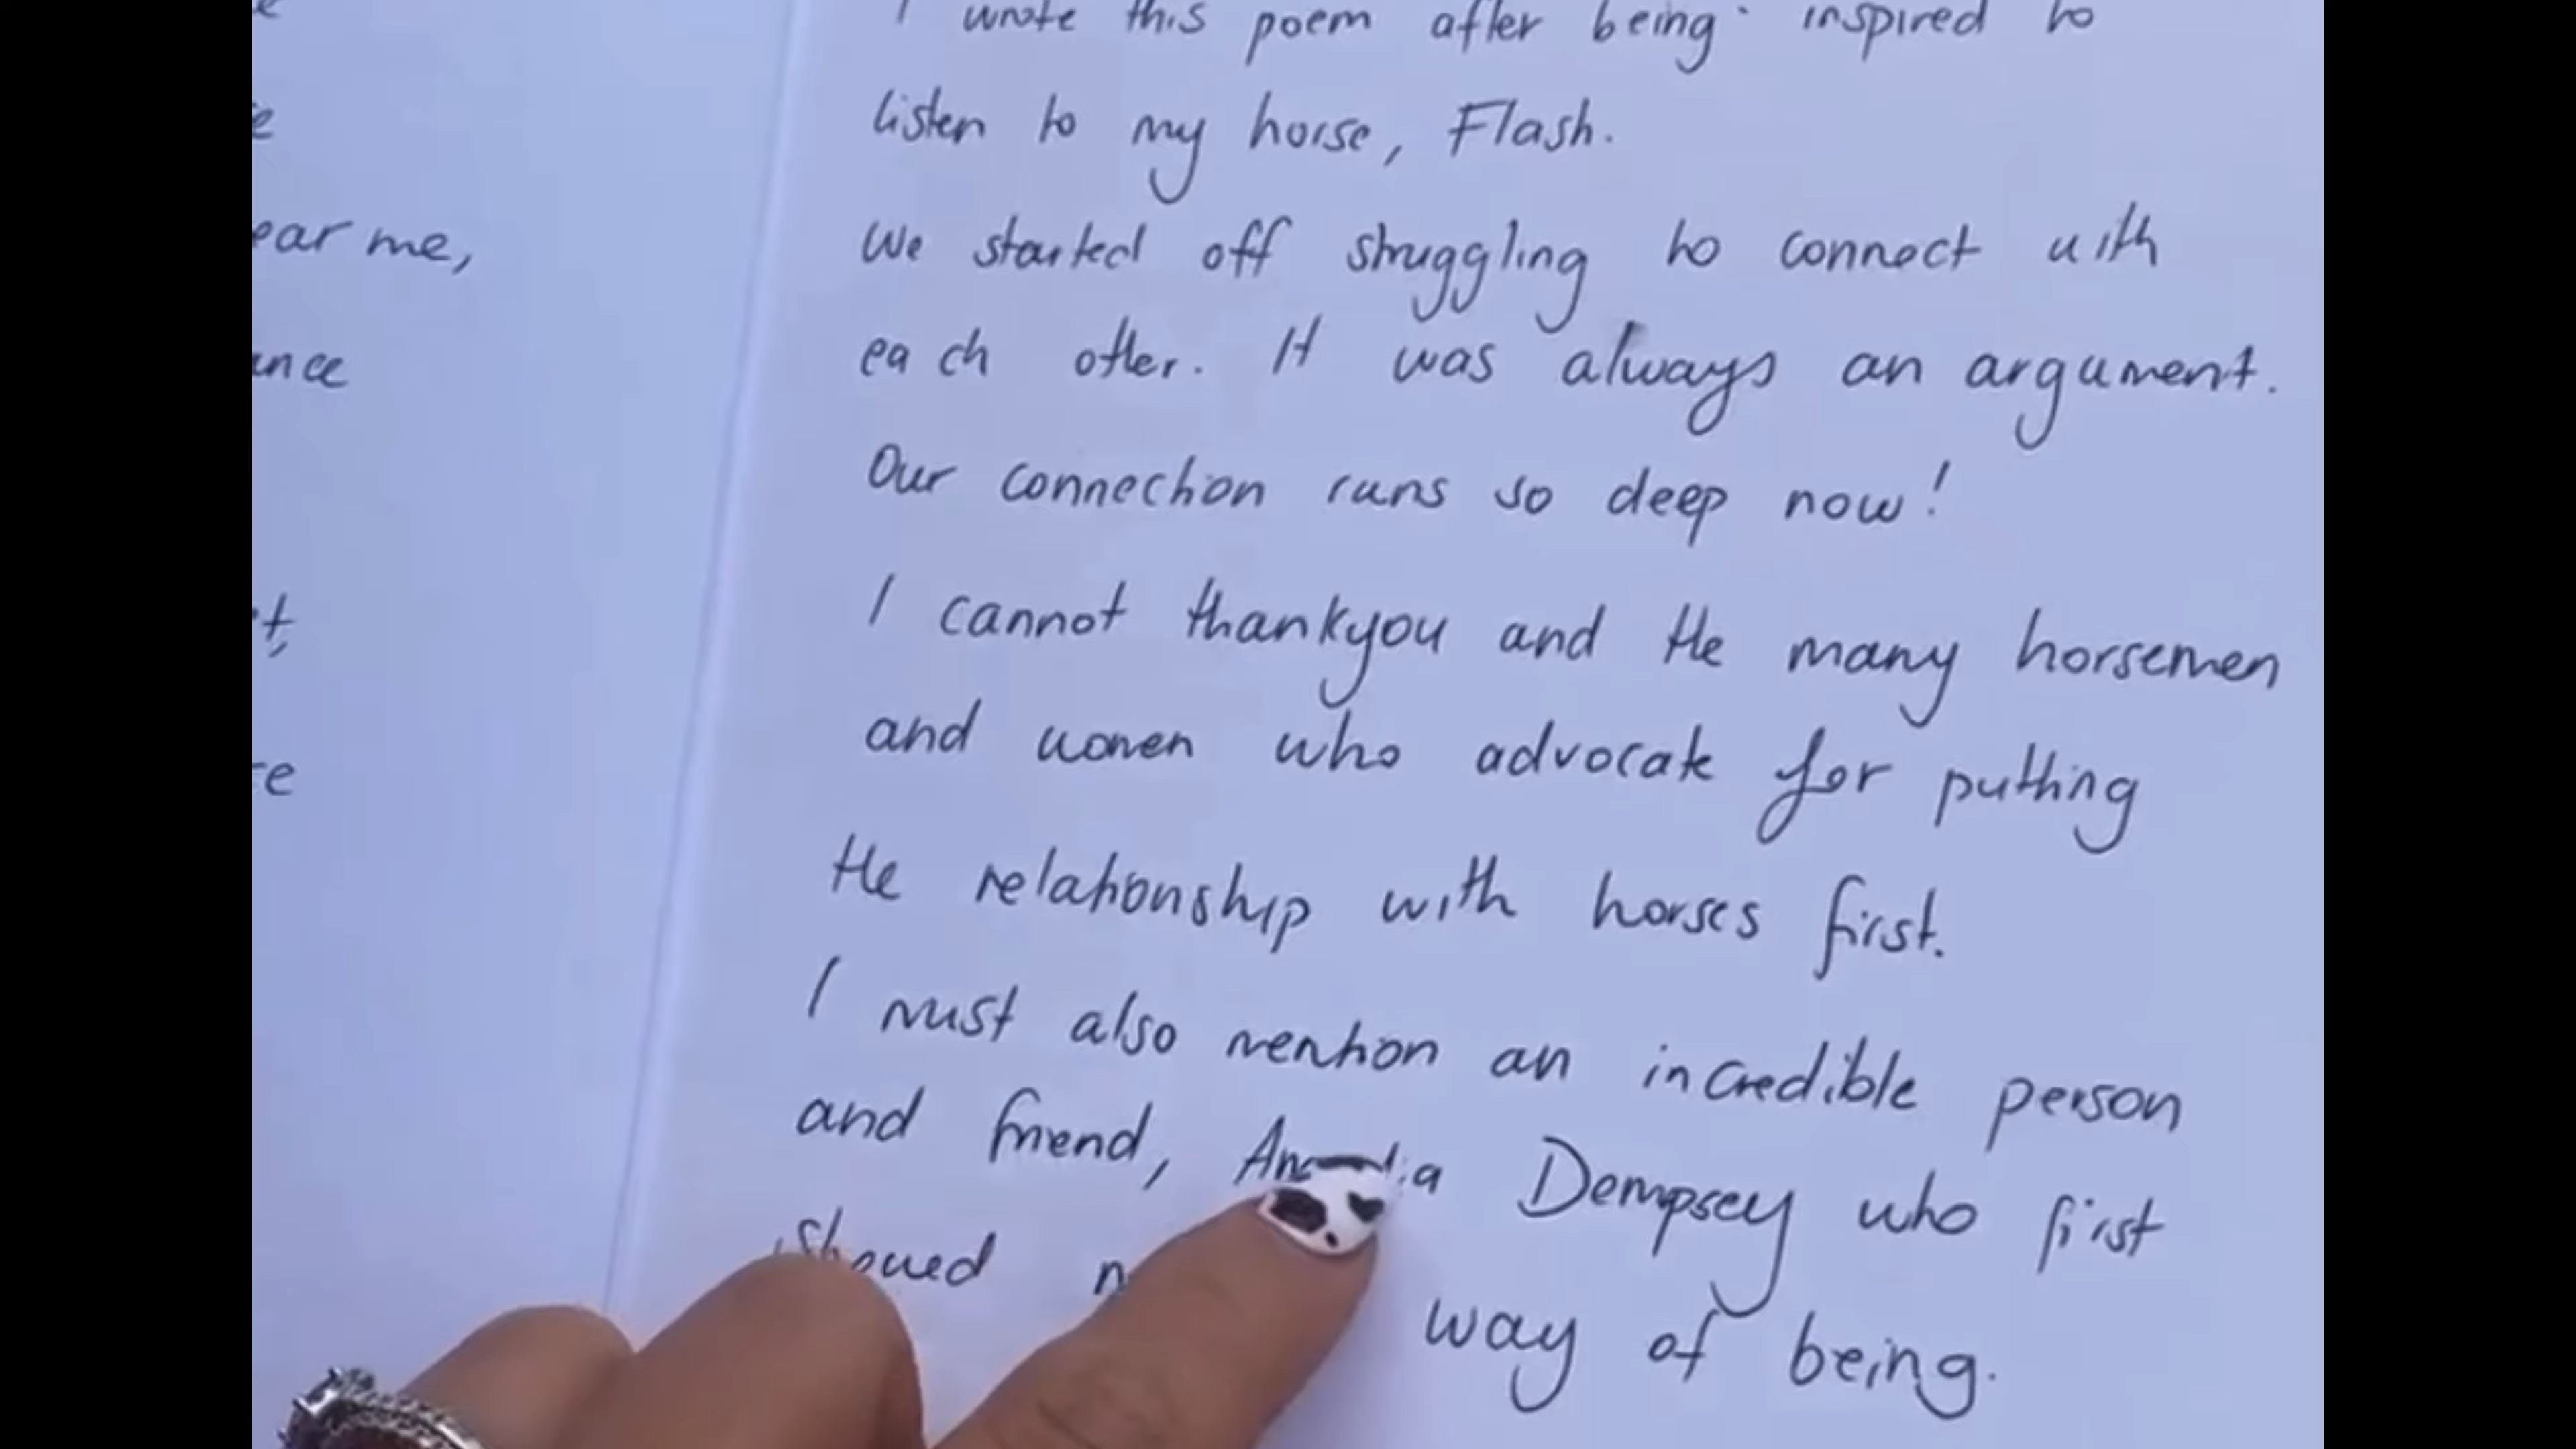 I wrote this poem after being inspired to
listen to my horse, Flash.
ear me,
We started off struggling to connect with
each other. It was always an argument.
Our connection runs so deep now!
I cannot thankyou and the many horsemen
and women who advocate for putting
the relationship with horses first.
I must also mention an incredible person
and friend, Dempsey who first
showed way of being.